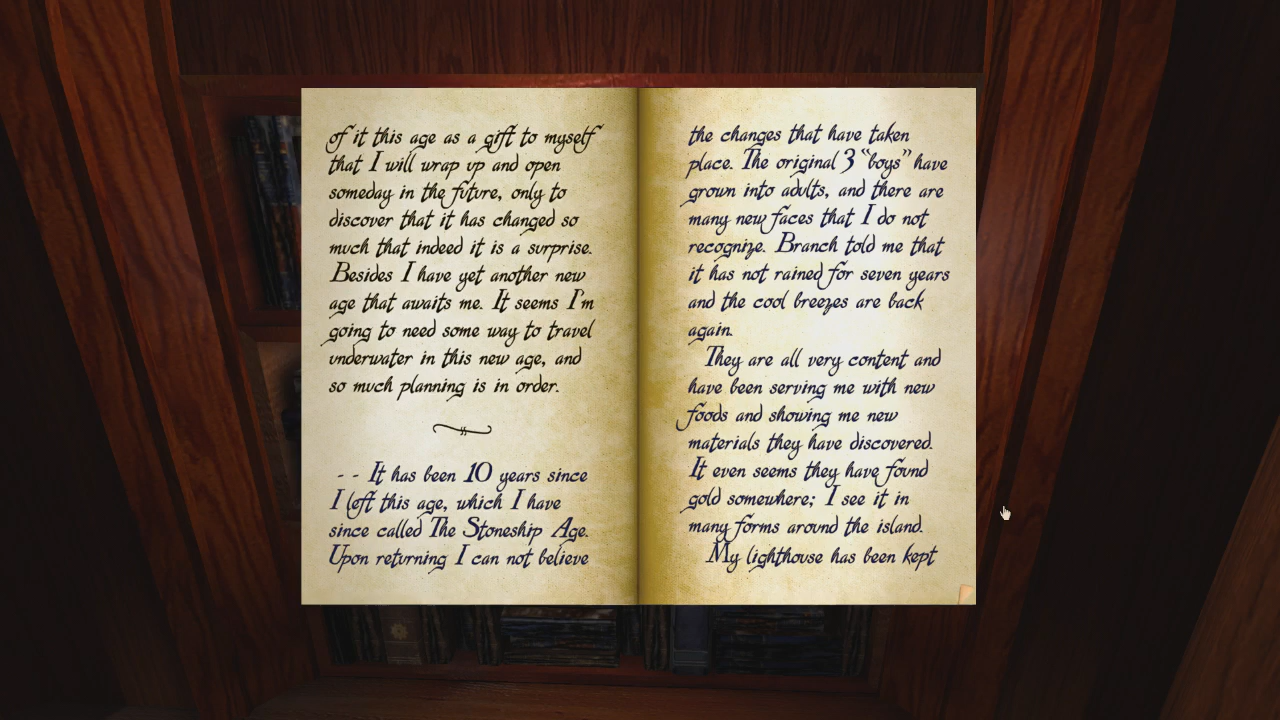 of it this age as a gift to myself
that I will wrap up and open
someday in the future, only to
discover that it has changed so
much that indeed it is a surprise.
Besides I have yet another new
age that awaits me. It seems I'm
going to need some way to travel
underwater in this new age, and
so much planning is in order.
- - It has been 10 years since
I left this age, which I have
since called The Stoneship Age.
Upon returning I can not believe
the changes that have taken
place. The original 3 "boys" have
grown into adults, and there are
many new faces that I do not
recognize. Branch told me that
it has not rained for seven years
and the cool breezes are back
again.
They are all very content and
have been serving me with new
foods and showing me new
materials they have discovered.
It even seems they have found
gold somewhere; I see it in
many forms around the island.
My lighthouse has been kept